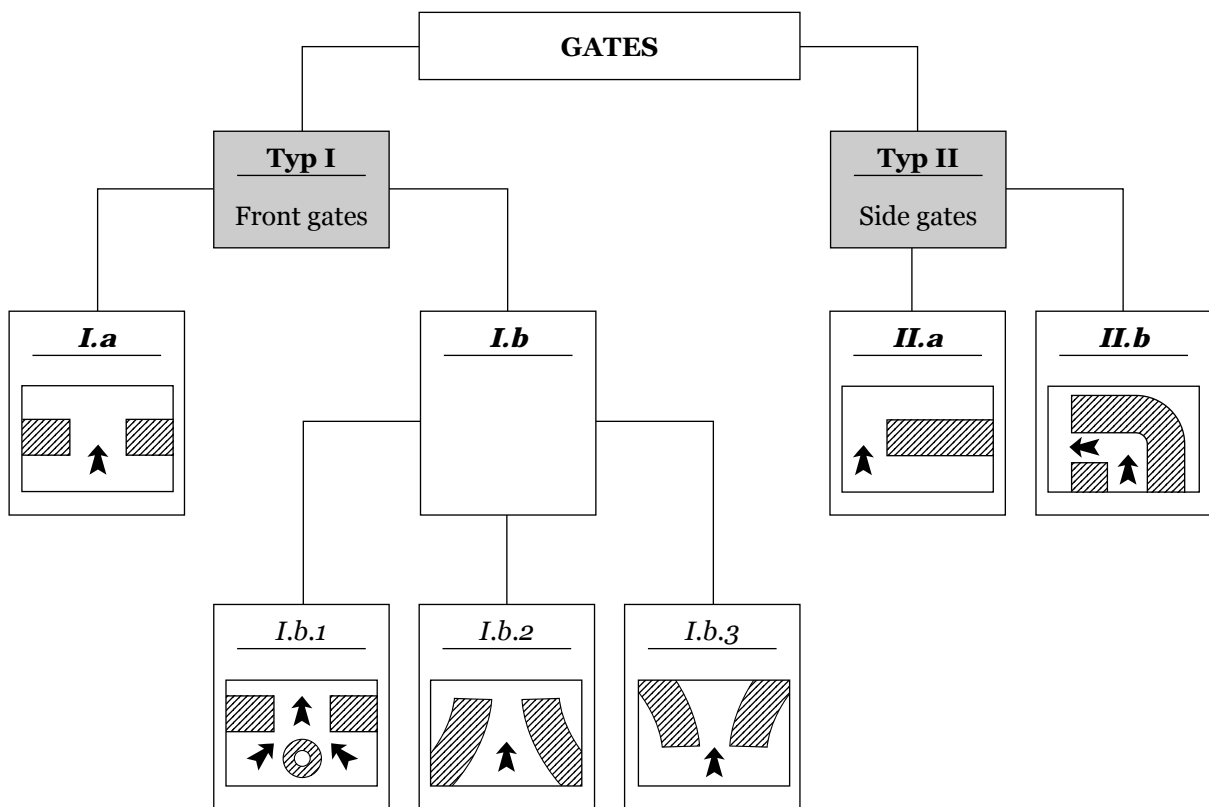 GATES
Typ I
Front gates
Typ II
Side gates
I.a
I.b
II.a
II.b
I.b.1
I.b.2
I.b.3